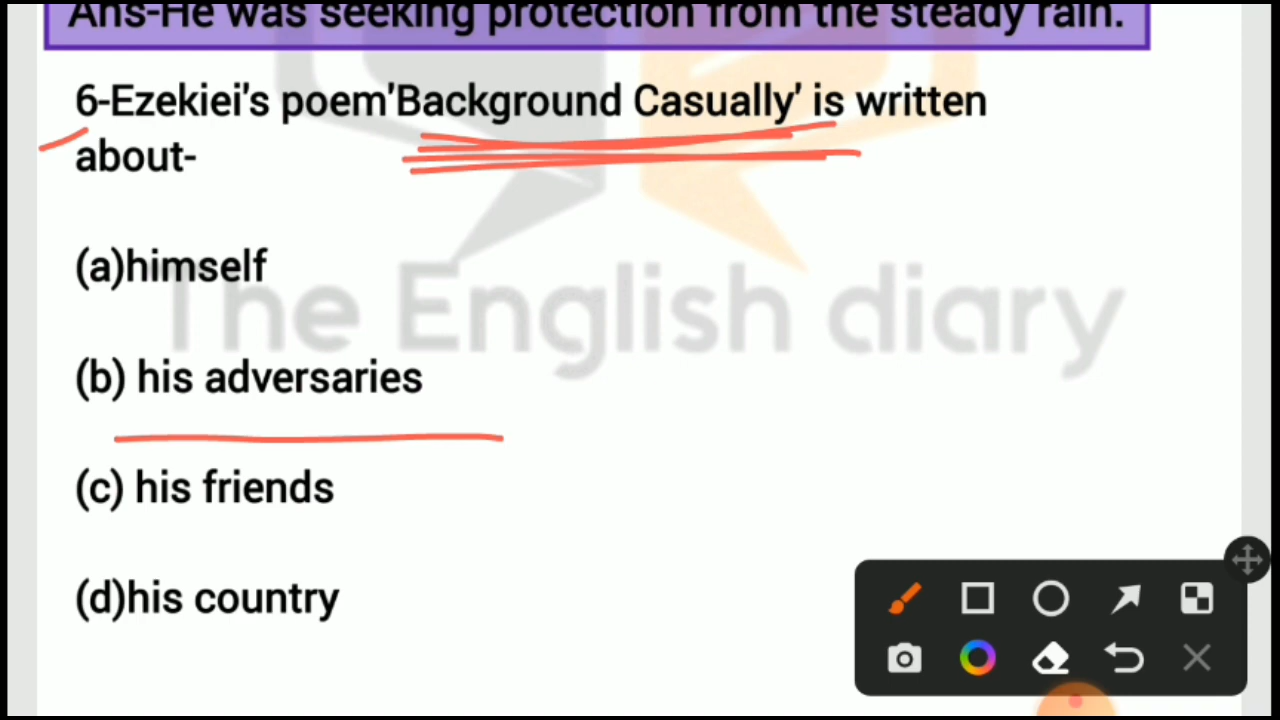 Ans-He was seeking protection from the steady rain.
6-Ezekiei's poem'Background Casually' is written
about-
(a)himself
The English diary
(b) his adversaries
(c) his friends
(d)his country